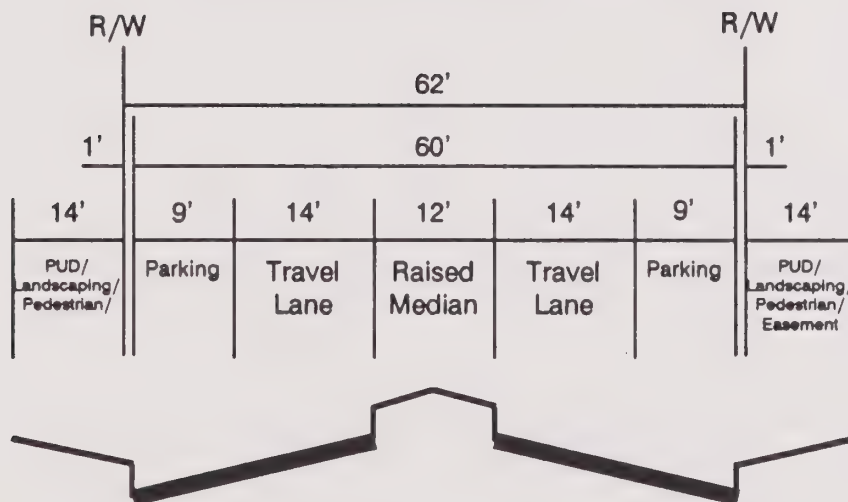 R/W R/W
62'
1' 60' 1'
14' 9' 14' 12' 14' 9' 14'
PUD/
Landscaping/
Pedestrian/
Parking
Travel
Lane
Raised
Median
Travel
Lane
Parking
PUD/
Landscaping/
Pedestrian/
Easement